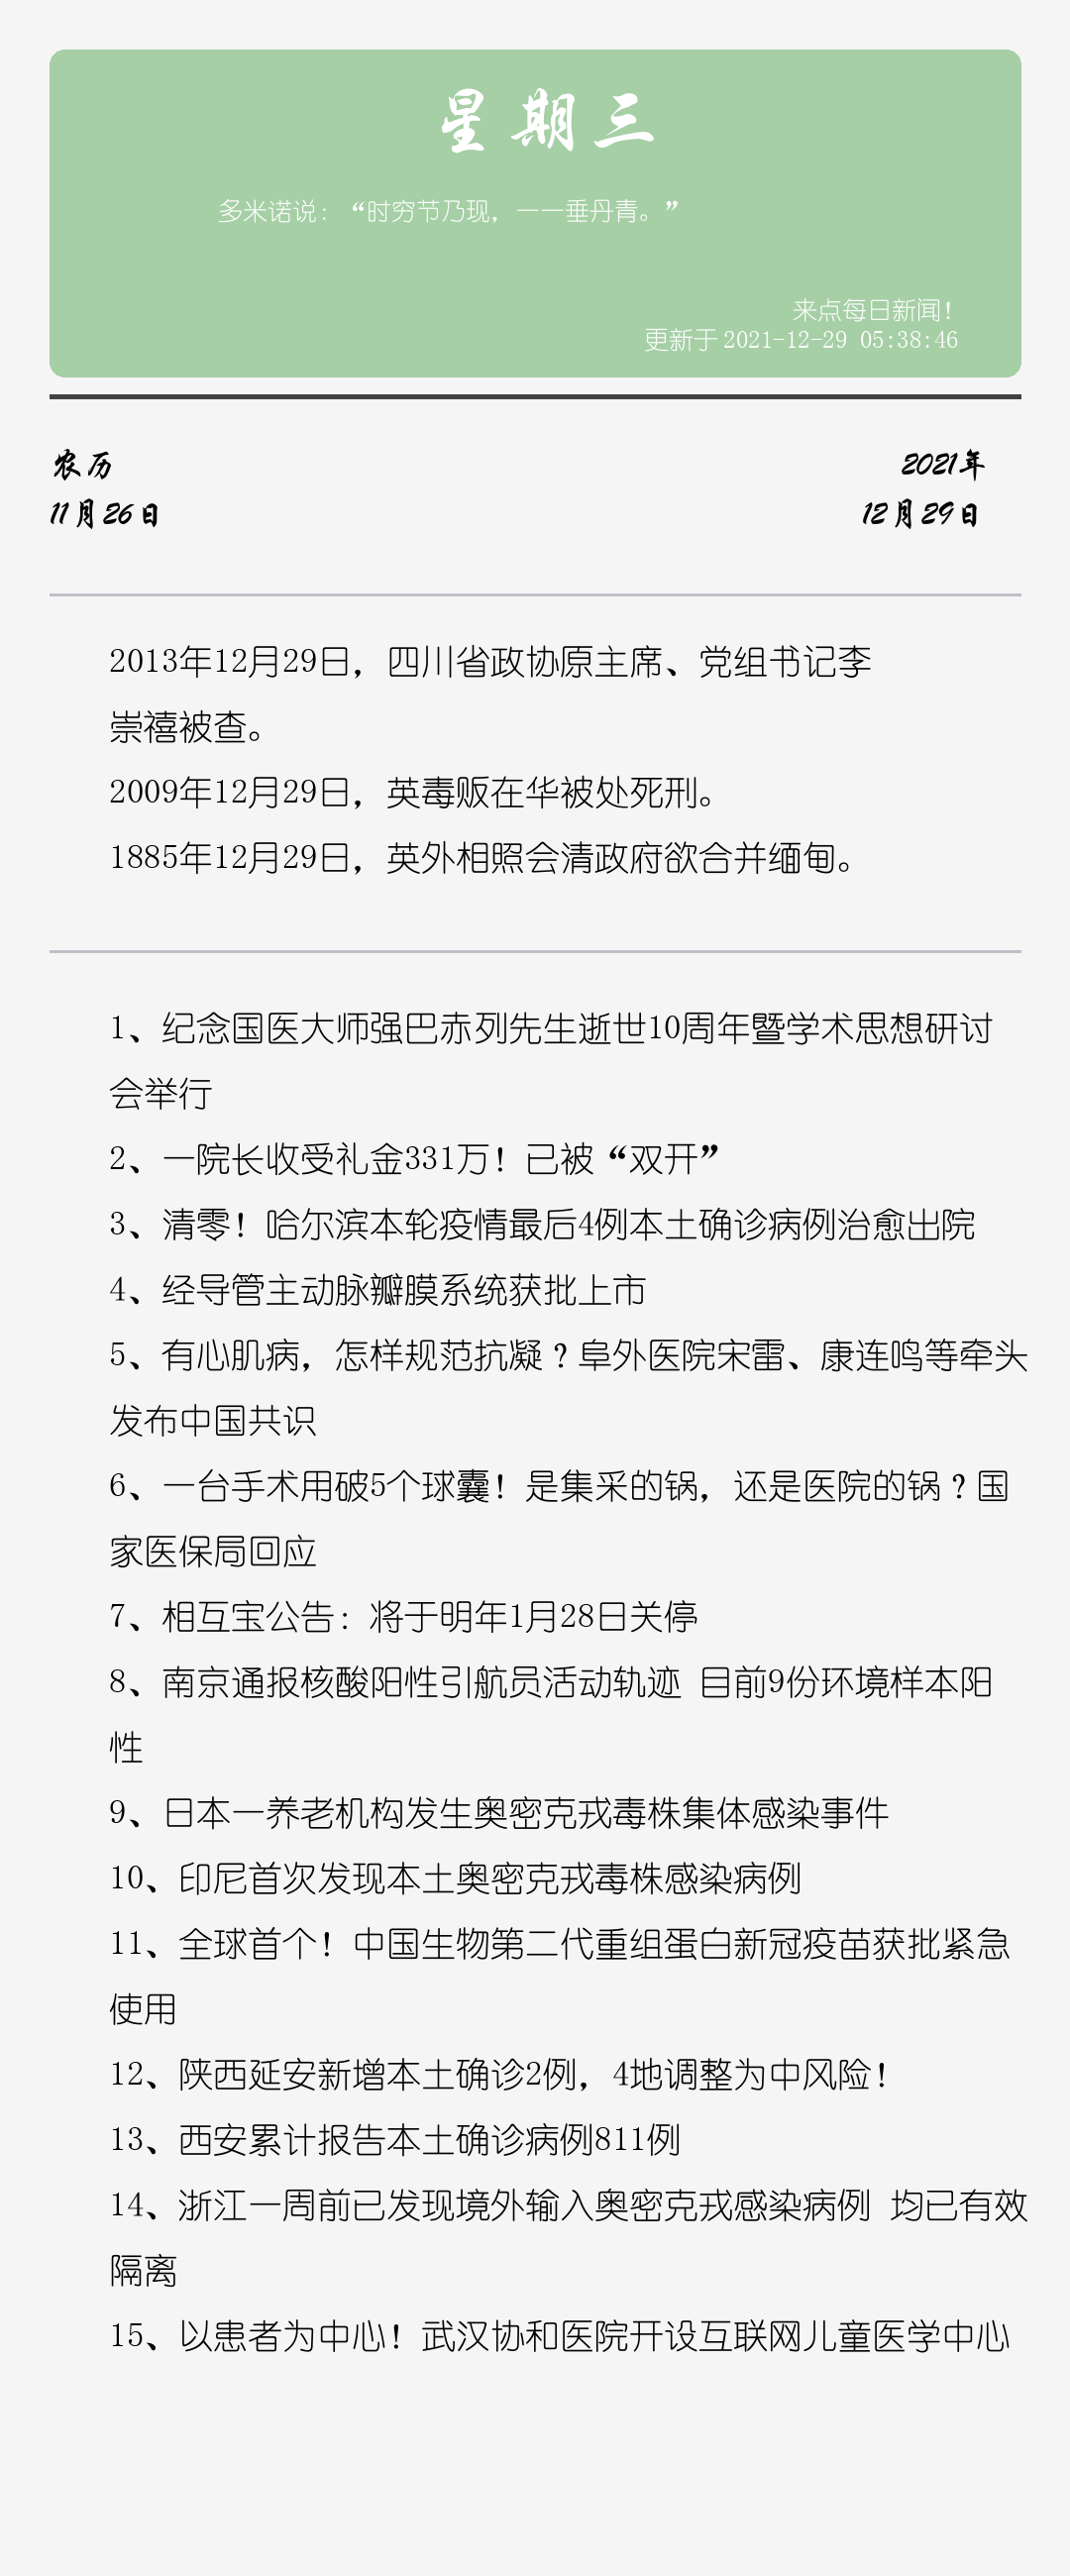 星期三
多米诺说：“时穷节乃现，一一垂丹青。”
来点每日新闻！
更新于 2021-12-29 05:38:46
农历
2021年
11月26日
12月29日
2013年12月29日，四川省政协原主席、党组书记李
崇禧被查。
2009年12月29日，英毒贩在华被处死刑。
1885年12月29日，英外相照会清政府欲合并缅甸。
1、纪念国医大师强巴赤列先生逝世10周年暨学术思想研讨
会举行
2、一院长收受礼金331万！已被“双开”
3、清零！哈尔滨本轮疫情最后4例本土确诊病例治愈出院
4、经导管主动脉瓣膜系统获批上市
5、有心肌病，怎样规范抗凝？阜外医院宋雷、康连鸣等牵头
发布中国共识
6、一台手术用破5个球囊！是集采的锅，还是医院的锅？国
家医保局回应
7、相互宝公告：将于明年1月28日关停
8、南京通报核酸阳性引航员活动轨迹 目前9份环境样本阳
性
9、日本一养老机构发生奥密克戎毒株集体感染事件
10、印尼首次发现本土奥密克戎毒株感染病例
11、全球首个！中国生物第二代重组蛋白新冠疫苗获批紧急
使用
12、陕西延安新增本土确诊2例，4地调整为中风险！
13、西安累计报告本土确诊病例811例
14、浙江一周前已发现境外输入奥密克戎感染病例 均已有效
隔离
15、以患者为中心！武汉协和医院开设互联网儿童医学中心